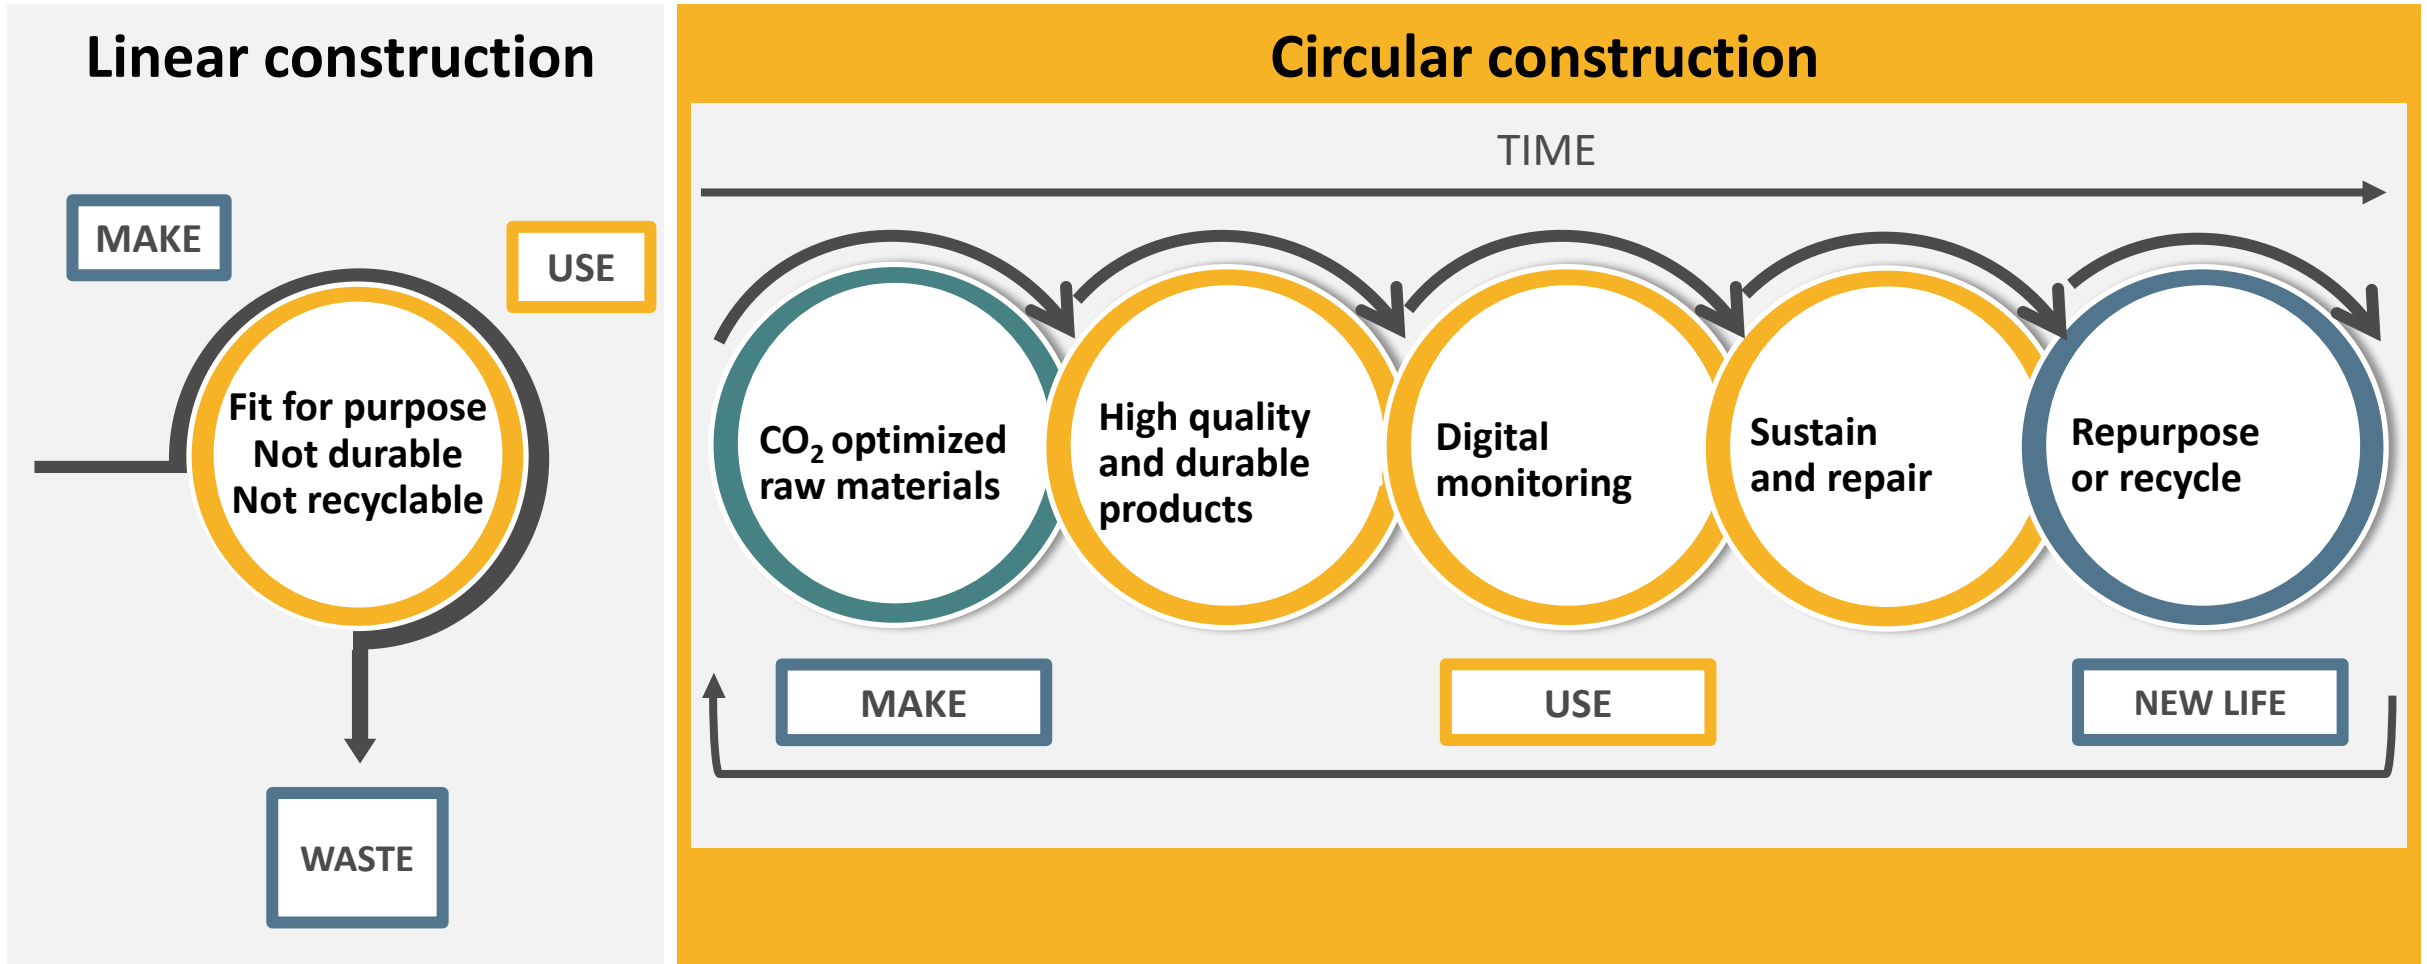 Linear construction
MAKE
USE
Fit for purpose
Not durable
Not recyclable
WASTE
Circular construction
TIME
CO₂ optimized
raw materials
High quality
and durable
products
Digital
monitoring
Sustain
and repair
Repurpose
or recycle
MAKE
USE
NEW LIFE